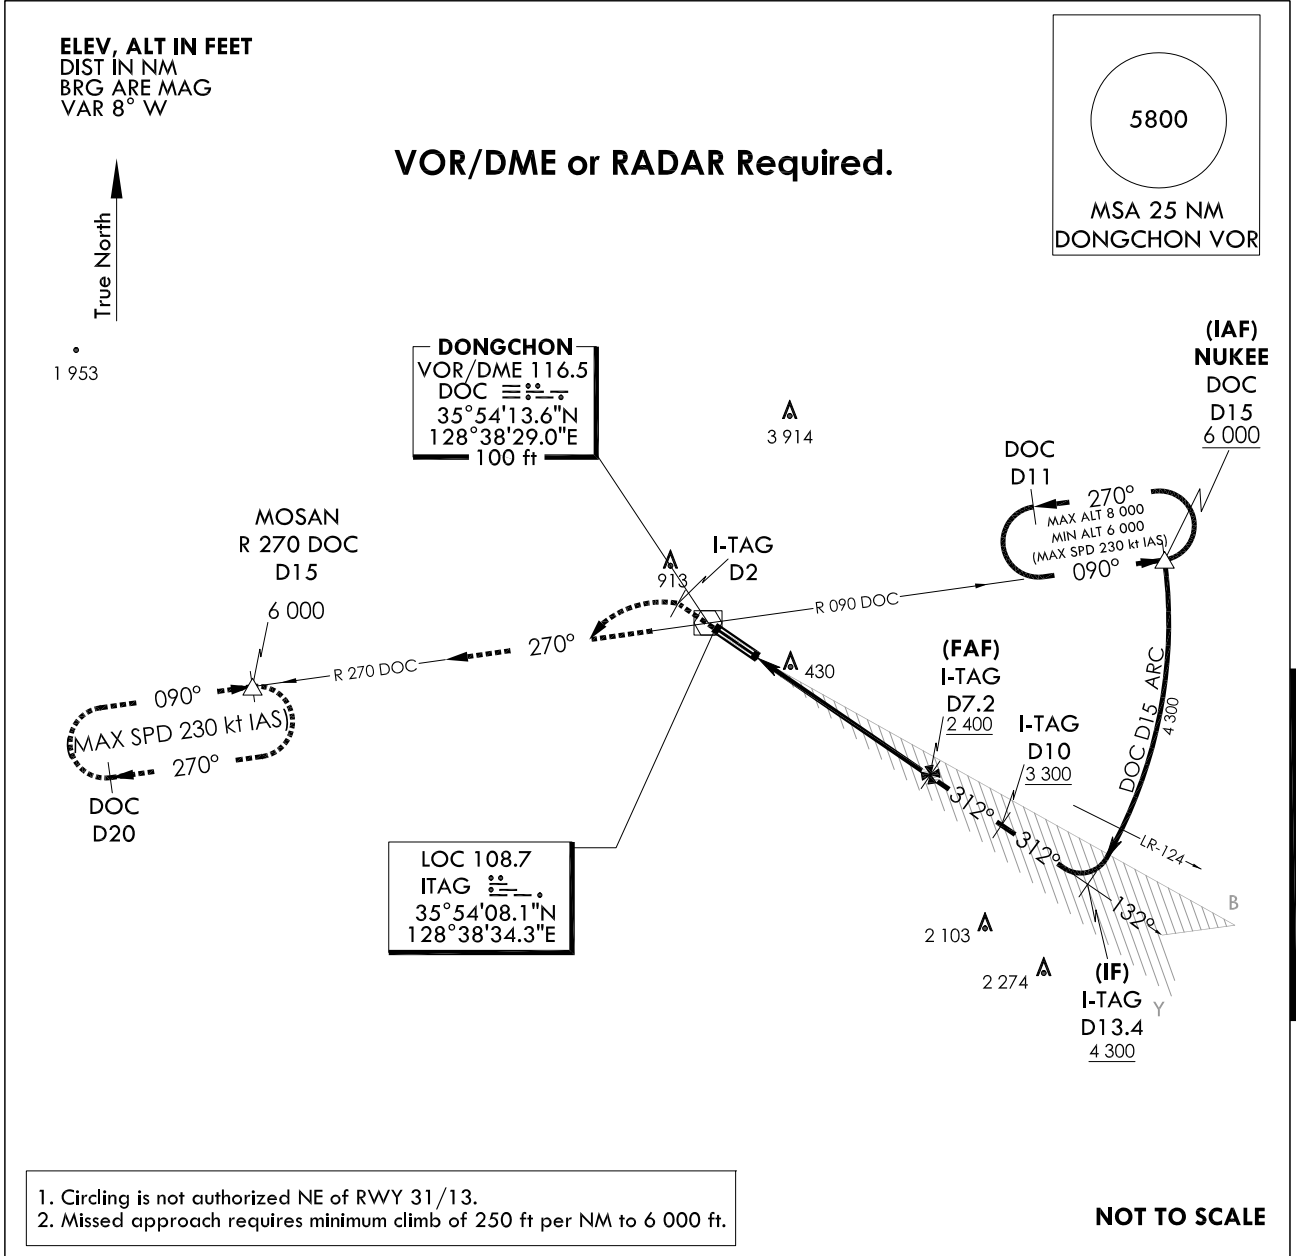 ELEV, ALT IN FEET
DIST IN NM
BRG ARE MAG
VAR 8° W
True North
VOR/DME or RADAR Required.
5800
MSA 25 NM
DONGCHON VOR
1 953
DONGCHON
VOR/DME 116.5
DOC
35°54'13.6"N
128°38'29.0"E
100 ft
3 914
(IAF)
NUKEE
DOC
D15
6 000
DOC
D11
270°
MAX ALT 8 000
MIN ALT 6 000
(MAX SPD 230 kt IAS)
090°
MOSAN
R 270 DOC
D15
6 000
I-TAG
D2
913
R 090 DOC
270°
R 270 DOC
090°
MAX SPD 230 kt IAS)
270°
DOC
D20
430
(FAF)
I-TAG
D7.2
2 400
I-TAG
D10
3 300
DOC D15 ARC
4 300
312°
312°
LR-124
132°
B
Y
LOC 108.7
ITAG
35°54'08.1"N
128°38'34.3"E
2 103
2 274
(IF)
I-TAG
D13.4
4 300
1. Circling is not authorized NE of RWY 31/13.
2. Missed approach requires minimum climb of 250 ft per NM to 6 000 ft.
NOT TO SCALE